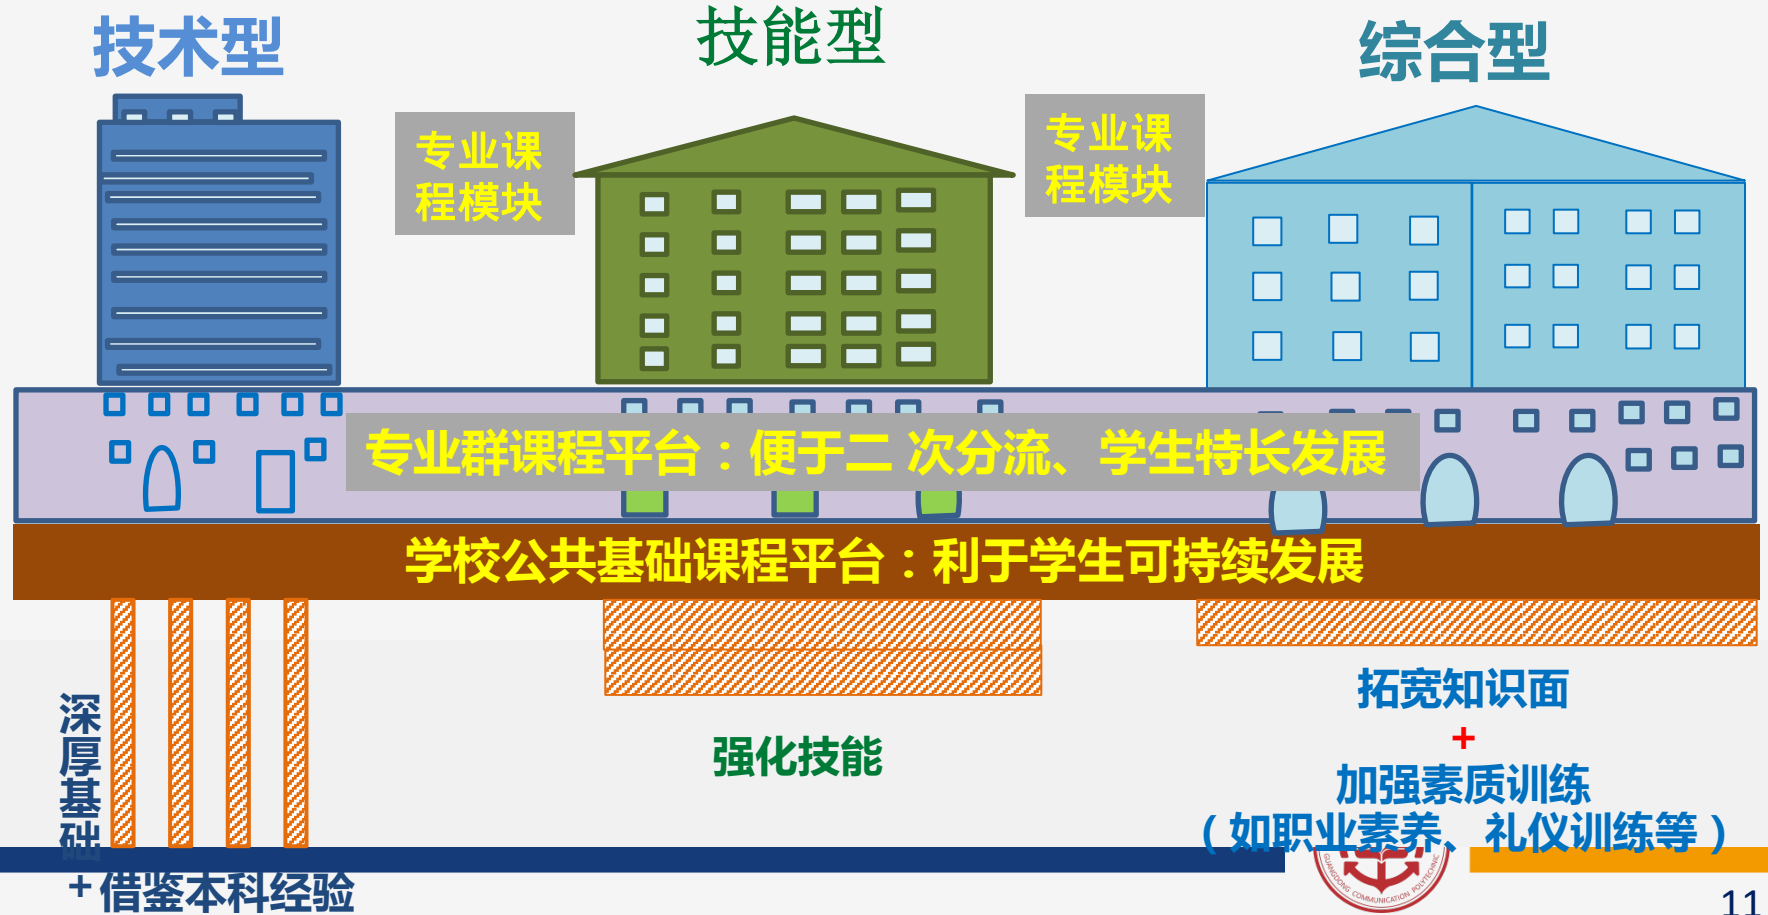 技术型
技能型
综合型
专业课
程模块
专业课
程模块
专业群课程平台：便于二 次分流、学生特长发展
学校公共基础课程平台：利于学生可持续发展
深厚基础
+借鉴本科经验
强化技能
拓宽知识面
+
加强素质训练
（如职业素养、礼仪训练等）
GUANGDONG COMMUNICATION POLYTECHNIC
11